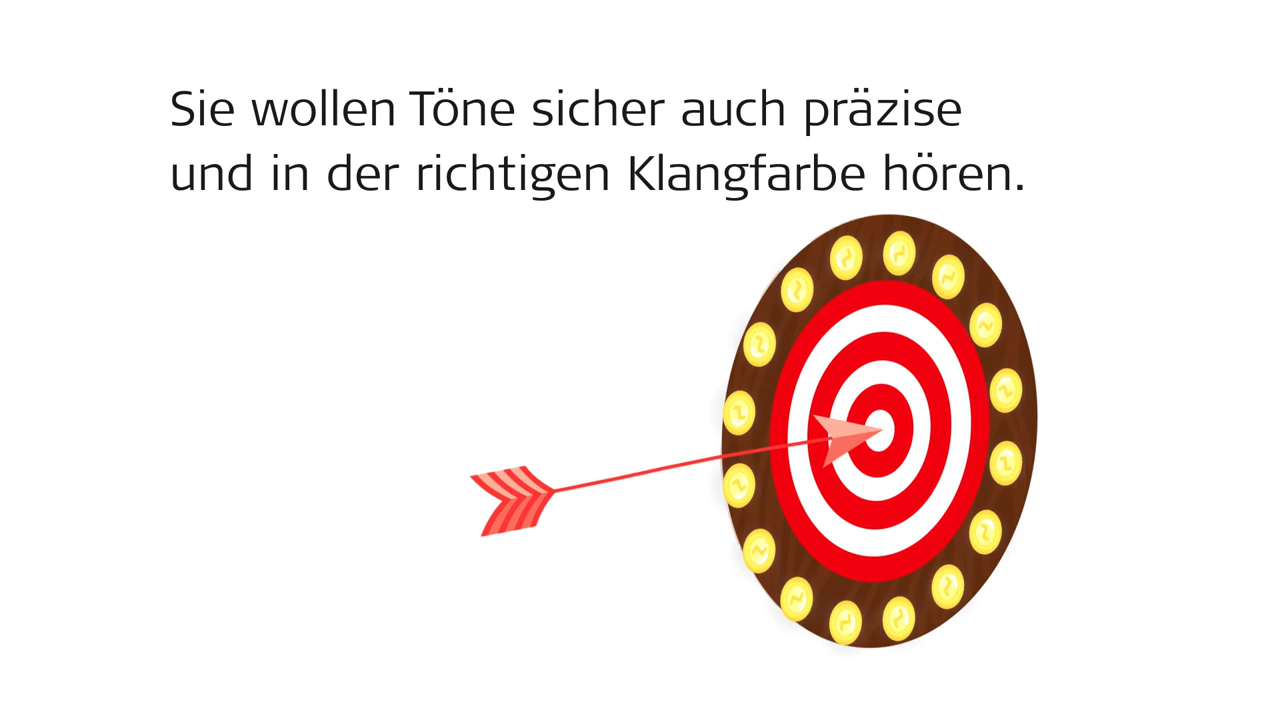 Sie wollen Töne sicher auch präzise
und in der richtigen Klangfarbe hören.